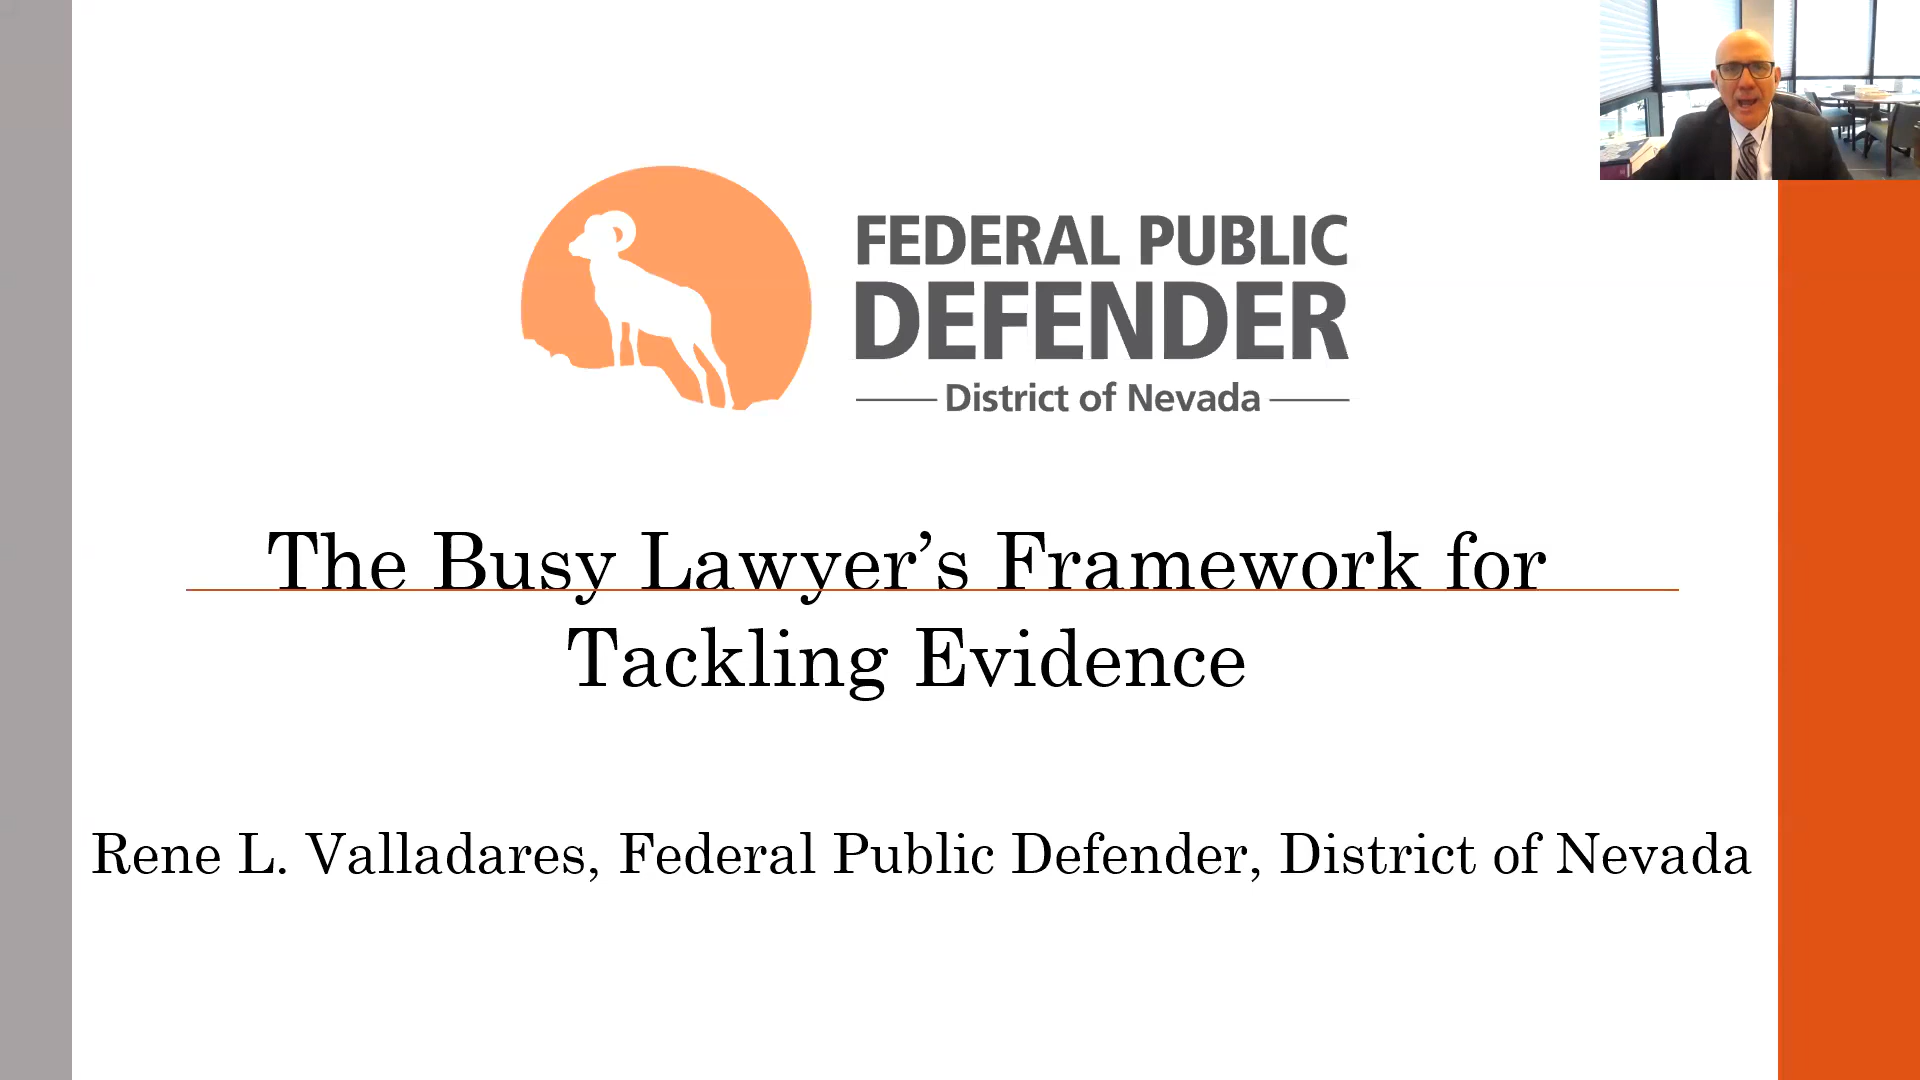 FEDERAL PUBLIC
DEFENDER
District of Nevada
The Busy Lawyer’s Framework for
Tackling Evidence
Rene L. Valladares, Federal Public Defender, District of Nevada